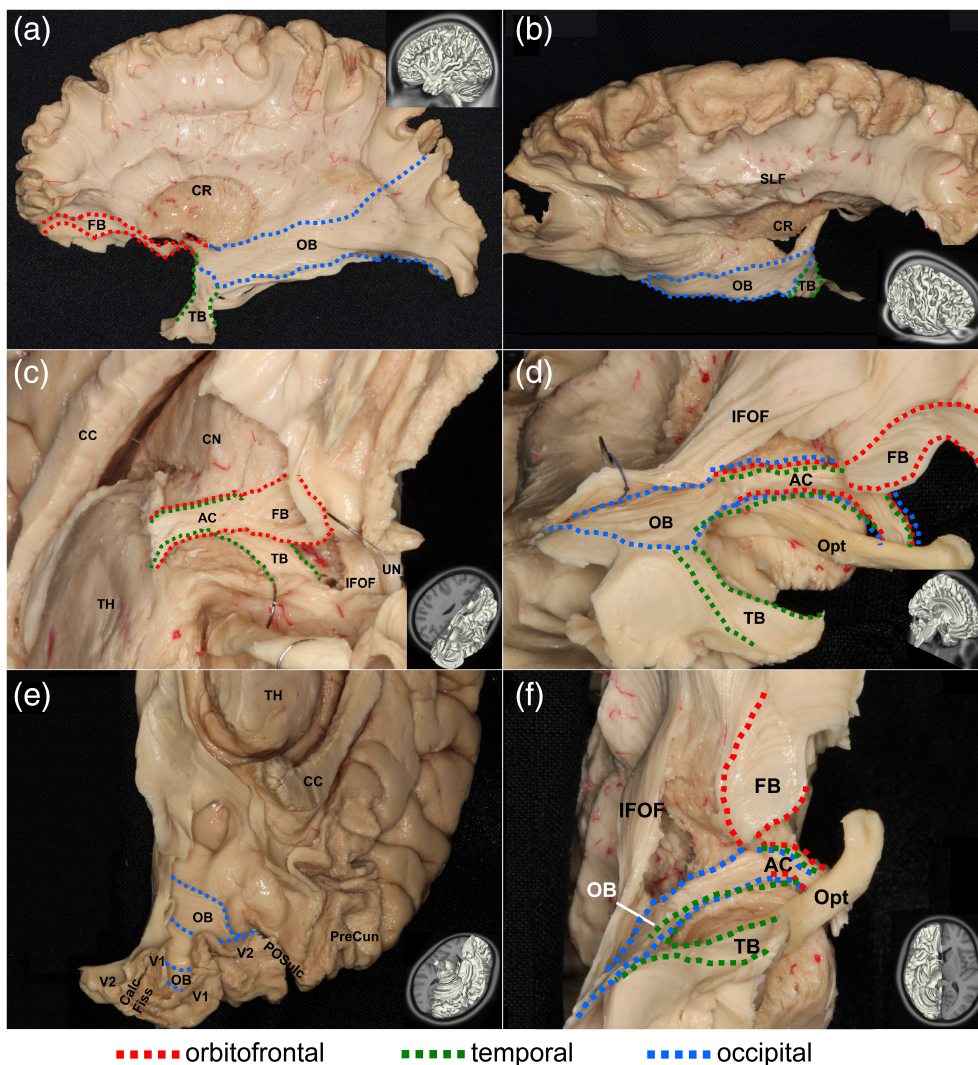 (a)
CR
FB
OB
TB
(b)
SLF
CR
OB
TB
(c)
CC
CN
AC
FB
TB
UN
IFOF
TH
(d)
IFOF
FB
AC
OB
Opt
TB
(e)
TH
CC
OB
PreCun
V2
POSulc
V1
V2
OB
Calc
Fiss
V1
(f)
FB
IFOF
AC
OB
Opt
TB
orbitofrontal
temporal
occipital